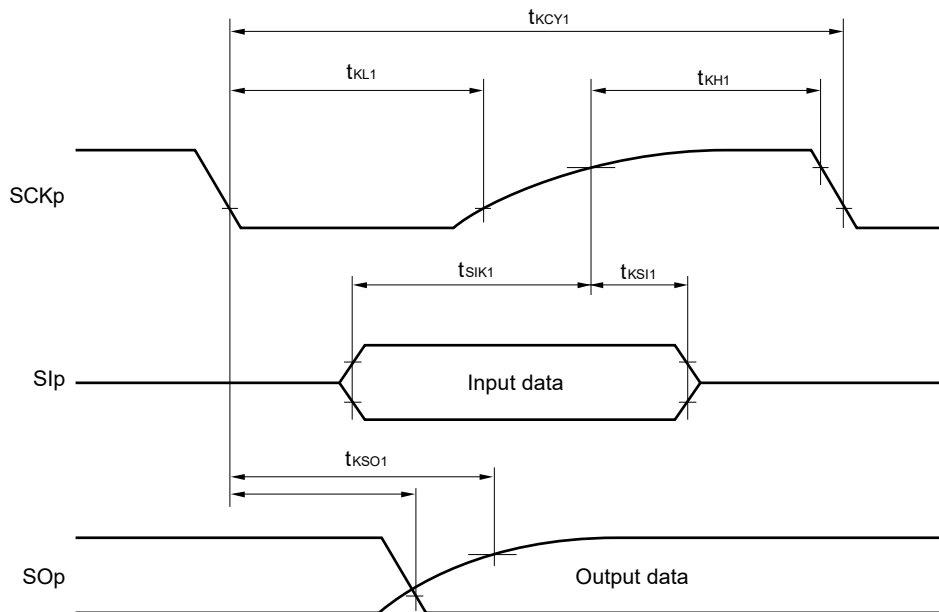 tKCY1
tKL1
tKH1
SCKp
tSIK1
tKSI1
SIp
Input data
tKSO1
SOp
Output data